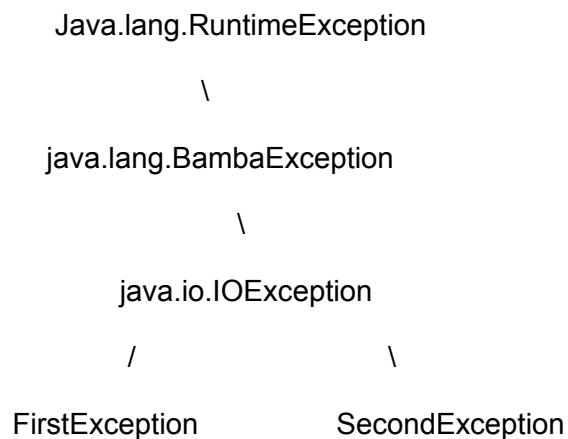 Java.lang.RuntimeException
\
java.lang.BambaException
\
java.io.IOException
/ \
FirstException SecondException